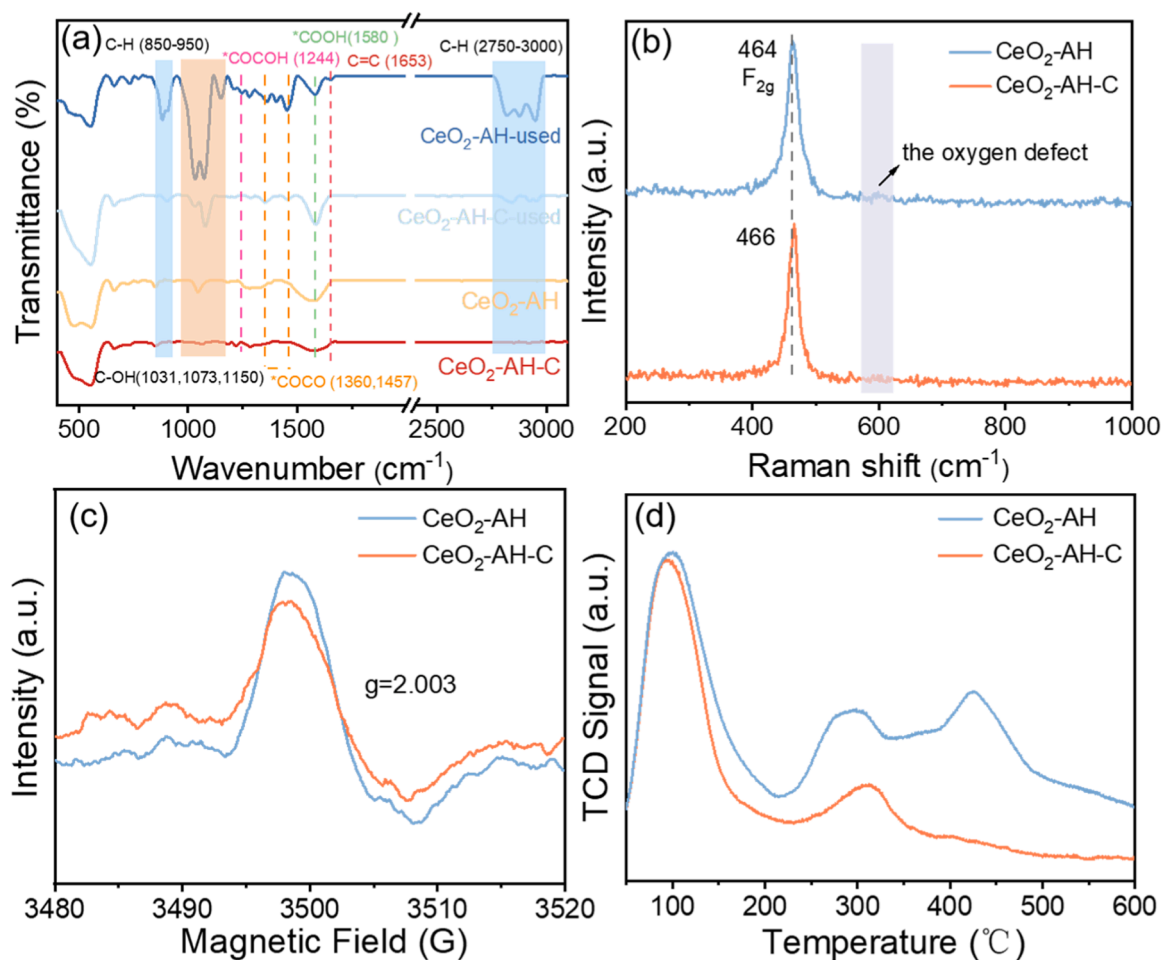 (a)
C-H (850-950)
*COOH(1580 )
C-H (2750-3000)
*COCOH (1244)
C=C (1653)
CeO₂-AH-used
CeO₂-AH-C-used
CeO₂-AH
CeO₂-AH-C
C-OH(1031,1073,1150)
*COCO (1360,1457)
Transmittance (%)
500
1000
1500
2500
3000
Wavenumber (cm⁻¹)
(b)
464
F₂g
CeO₂-AH
CeO₂-AH-C
the oxygen defect
466
Intensity (a.u.)
200
400
600
800
1000
Raman shift (cm⁻¹)
(c)
CeO₂-AH
CeO₂-AH-C
g=2.003
Intensity (a.u.)
3480
3490
3500
3510
3520
Magnetic Field (G)
(d)
CeO₂-AH
CeO₂-AH-C
TCD Signal (a.u.)
100
200
300
400
500
600
Temperature (℃)